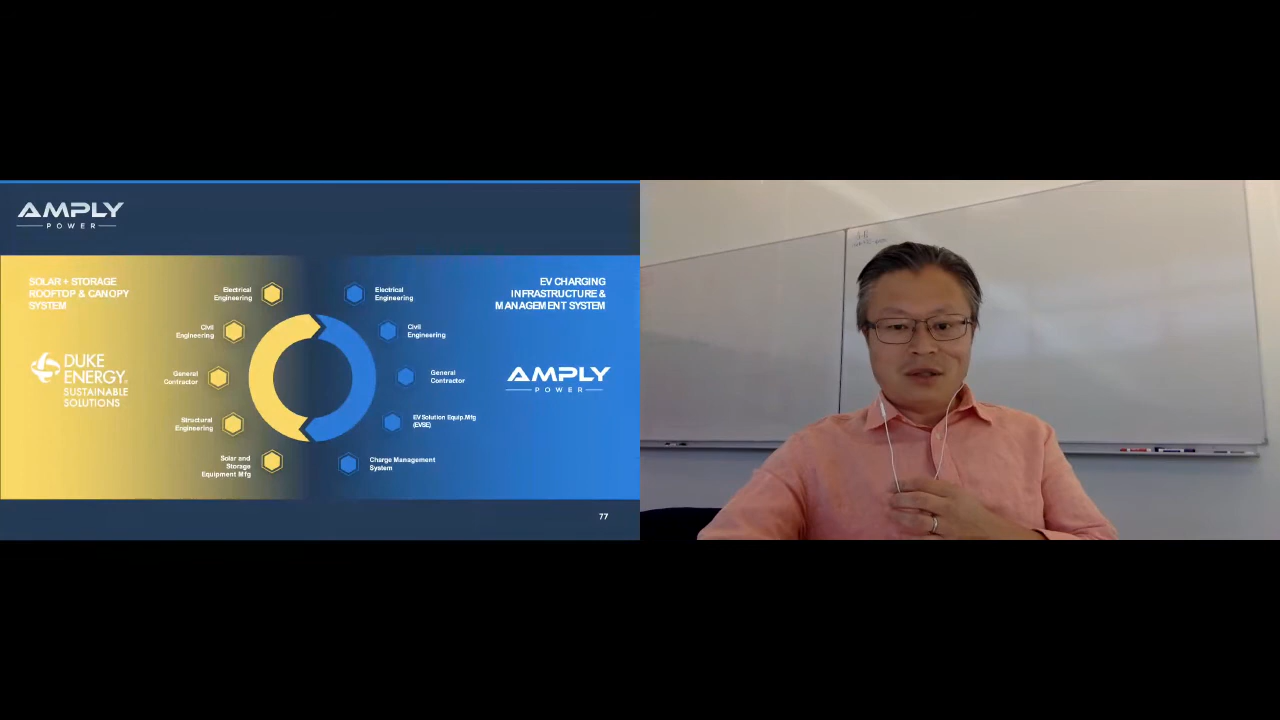 AMPLY
POWER
SOLAR + STORAGE
ROOFTOP & CANOPY
SYSTEM
DUKE
ENERGY®
SUSTAINABLE
SOLUTIONS
Electrical
Engineering
Civil
Engineering
General
Contractor
Structural
Engineering
Solar and
Storage
Equipment Mfg
Electrical
Engineering
Civil
Engineering
General
Contractor
EV Solution Equip.Mfg
(EVSE)
Charge Management
System
EV CHARGING
INFRASTRUCTURE &
MANAGEMENT SYSTEM
AMPLY
POWER
77